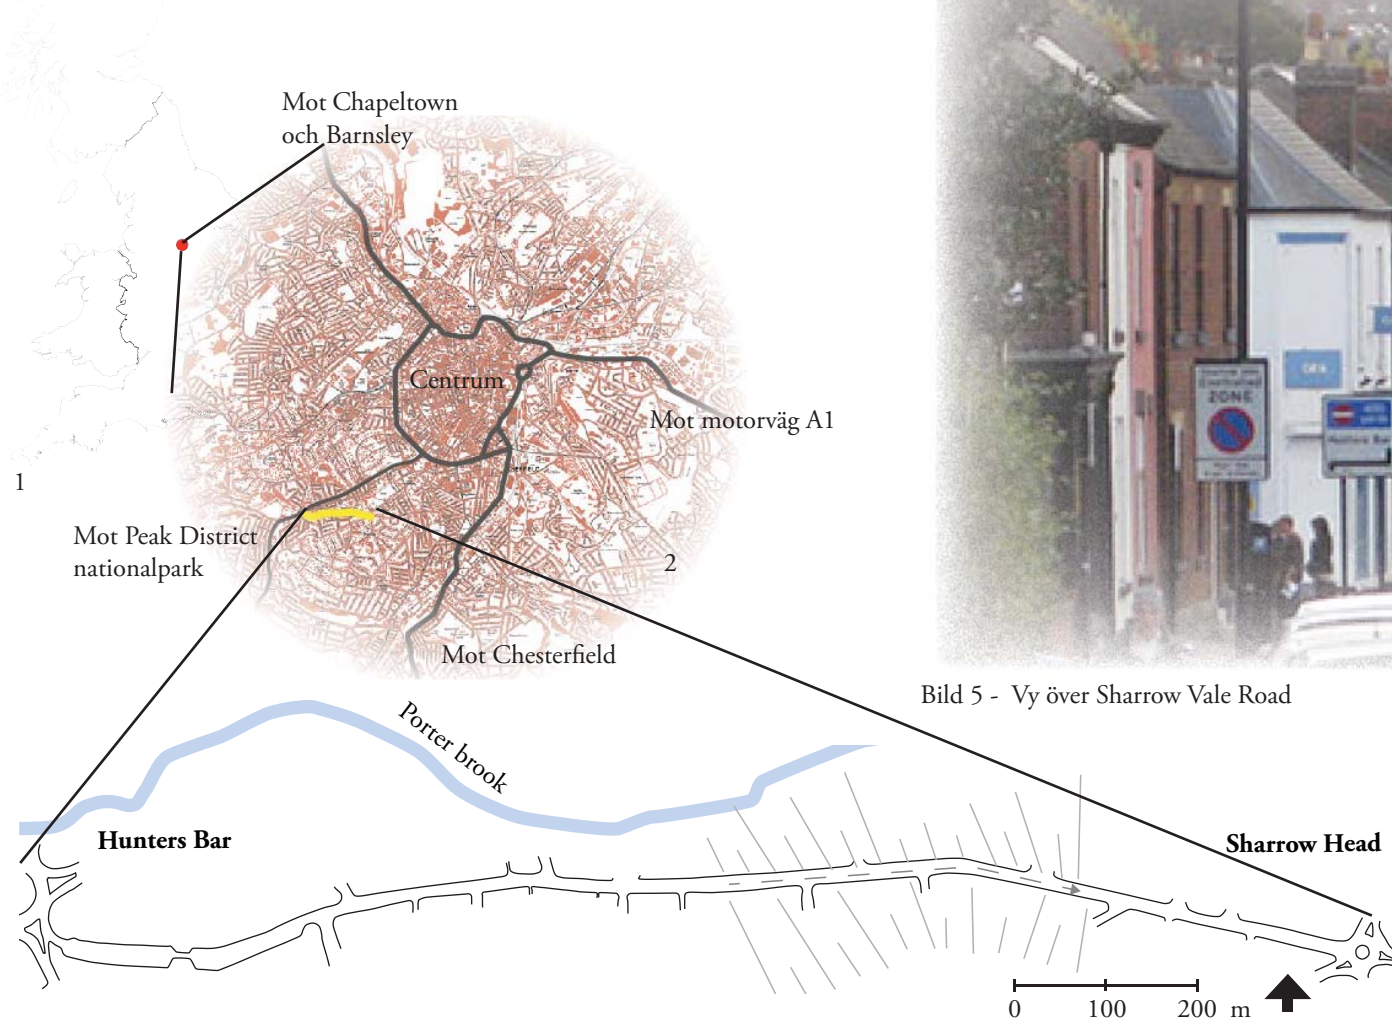 Mot Chapeltown
och Barnsley
Centrum
Mot motorväg A1
1
Mot Peak District
nationalpark
2
Mot Chesterfield
Controlled
ZONE
Bild 5 - Vy över Sharrow Vale Road
Porter brook
Hunters Bar
Sharrow Head
0 100 200 m